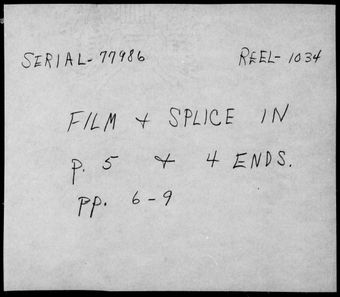 SERIAL-77986 REEL-1034
FILM + SPLICE IN
p. 5 + 4 ENDS.
pp. 6-9